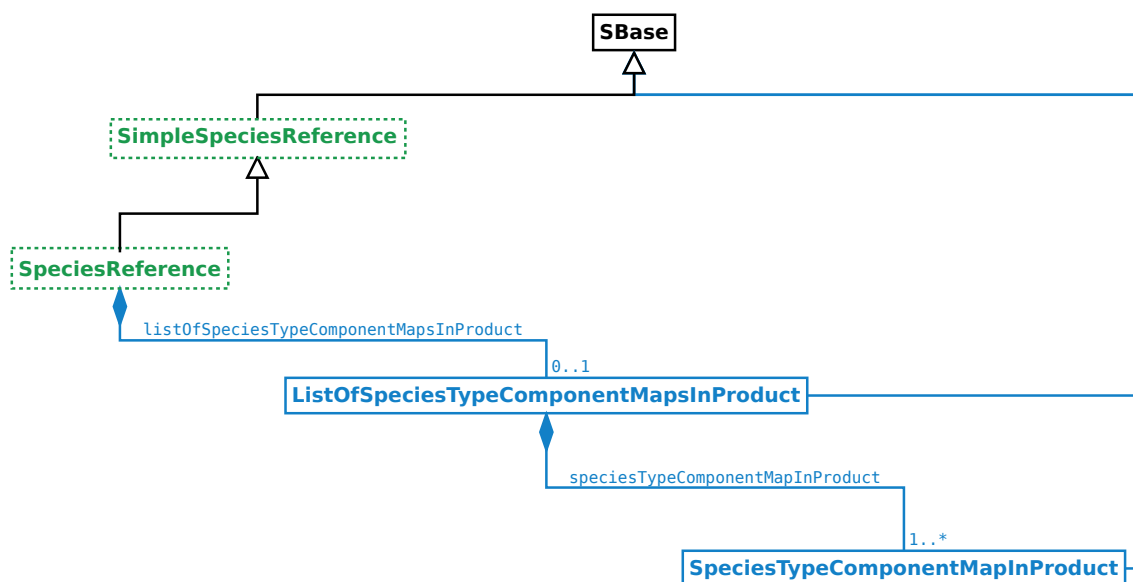 SBase
SimpleSpeciesReference
SpeciesReference
listOfSpeciesTypeComponentMapsInProduct
0..1
ListOfSpeciesTypeComponentMapsInProduct
speciesTypeComponentMapInProduct
1..*
SpeciesTypeComponentMapInProduct